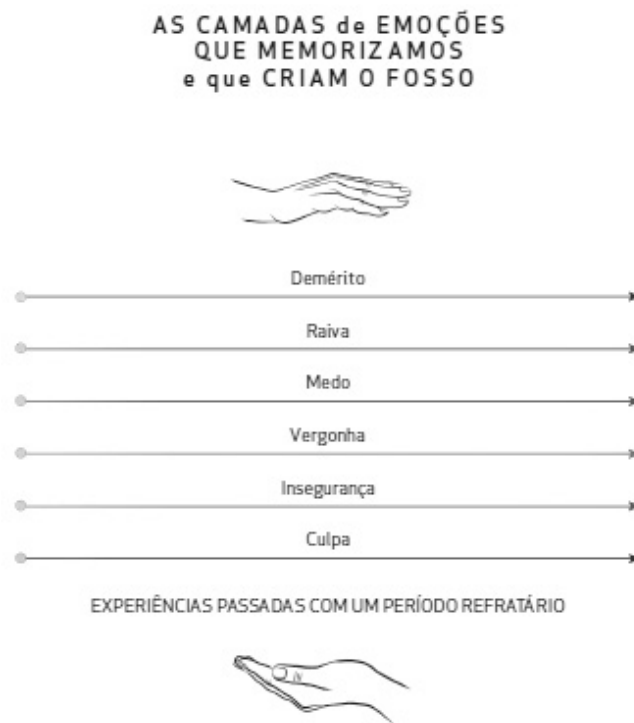 AS CAMADAS de EMOÇÕES
QUE MEMORIZAMOS
e que CRIAM O FOSSO
Demérito
Raiva
Medo
Vergonha
Insegurança
Culpa
EXPERIÊNCIAS PASSADAS COM UM PERÍODO REFRATÁRIO